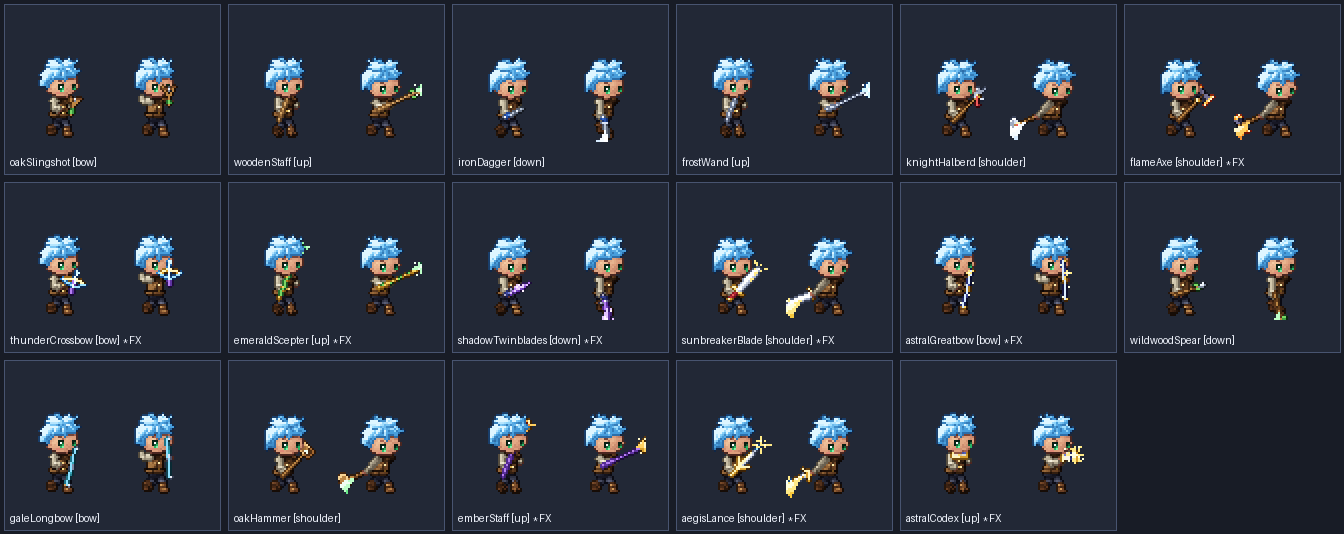 oakSlingshot [bow]
woodenStaff [up]
ironDagger [down]
frostWand [up]
knightHalberd [shoulder]
flameAxe [shoulder] *FX
thunderCrossbow [bow] *FX
emeraldScepter [up] *FX
shadowTwinblades [down] *FX
sunbreakerBlade [shoulder] *FX
astralGreatbow [bow] *FX
wildwoodSpear [down]
galeLongbow [bow]
oakHammer [shoulder]
emberStaff [up] *FX
aegisLance [shoulder] *FX
astralCodex [up] *FX